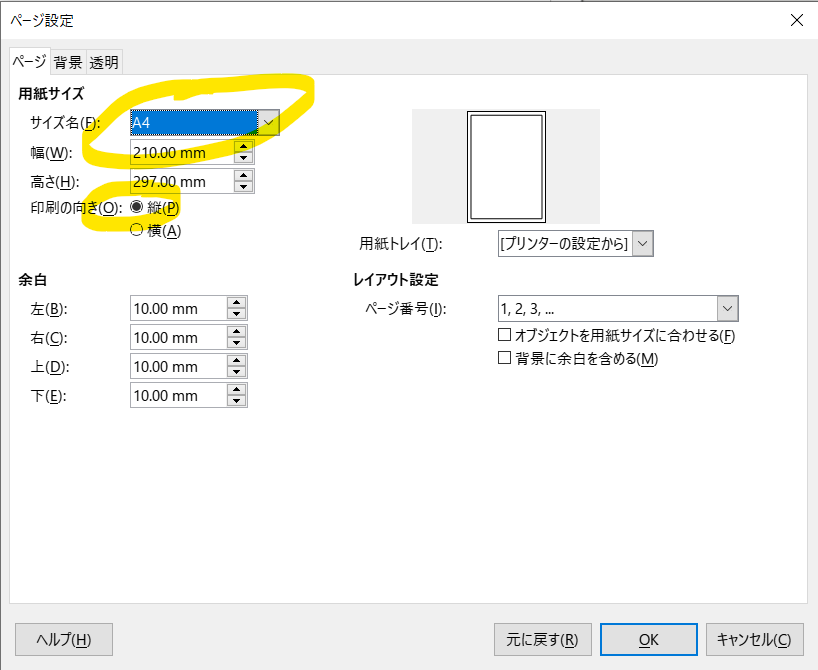 ページ設定
ページ 背景 透明
用紙サイズ
サイズ名(F): A4
幅(W): 210.00 mm
高さ(H): 297.00 mm
印刷の向き(O): 縦(P)
横(A)
用紙トレイ(T): [プリンターの設定から]
余白
左(B): 10.00 mm
右(C): 10.00 mm
上(D): 10.00 mm
下(E): 10.00 mm
レイアウト設定
ページ番号(I): 1, 2, 3, ...
オブジェクトを用紙サイズに合わせる(F)
背景に余白を含める(M)
ヘルプ(H) 元に戻す(R) OK キャンセル(C)